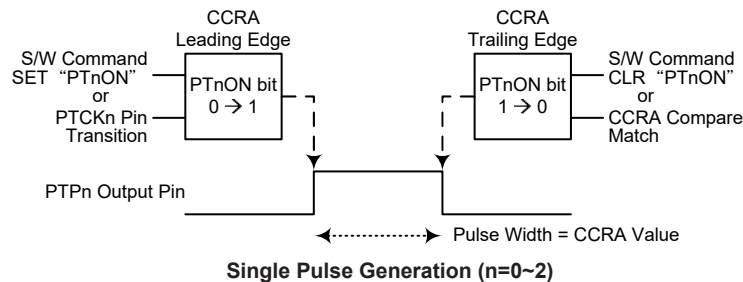 CCRA
Leading Edge
S/W Command
SET “PTnON”
or
PTCKn Pin
Transition
PTnON bit
0 → 1
CCRA
Trailing Edge
PTnON bit
1 → 0
S/W Command
CLR “PTnON”
or
CCRA Compare
Match
PTPn Output Pin
Pulse Width = CCRA Value
Single Pulse Generation (n=0~2)